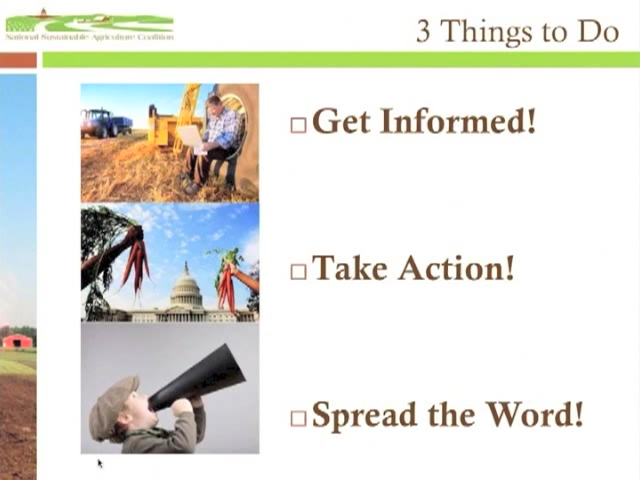 National Sustainable Agriculture Coalition
3 Things to Do
Get Informed!
Take Action!
Spread the Word!